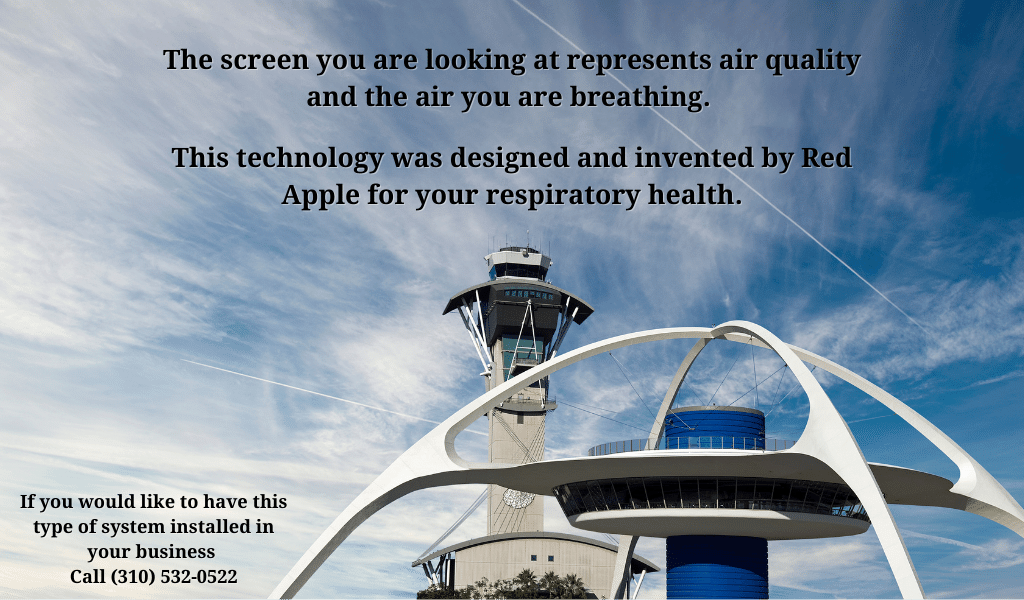 The screen you are looking at represents air quality
and the air you are breathing.
This technology was designed and invented by Red
Apple for your respiratory health.
If you would like to have this
type of system installed in
your business
Call (310) 532-0522